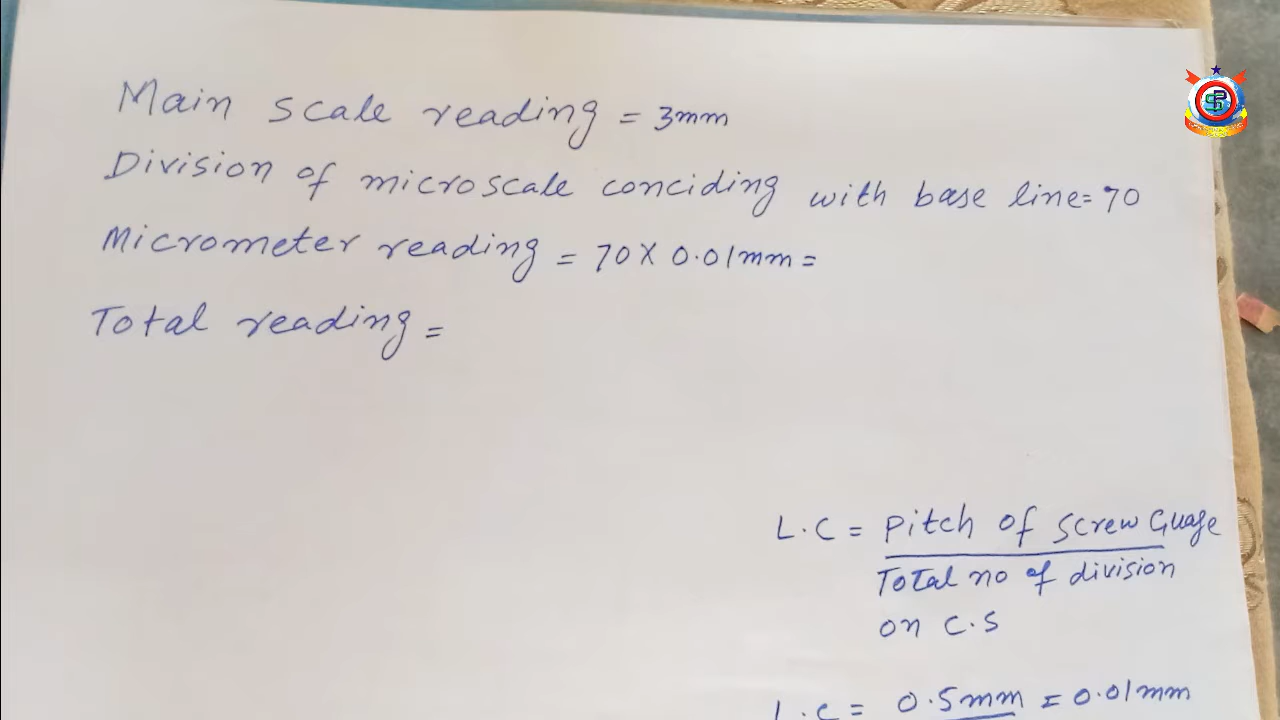 Main scale reading = 3mm
Division of microscale conciding with base line= 70
Micrometer reading = 70 X 0.01mm =
Total reading =
L.C = Pitch of Screw Guage
Total no of division
on C.S
L.C = 0.5mm = 0.01mm